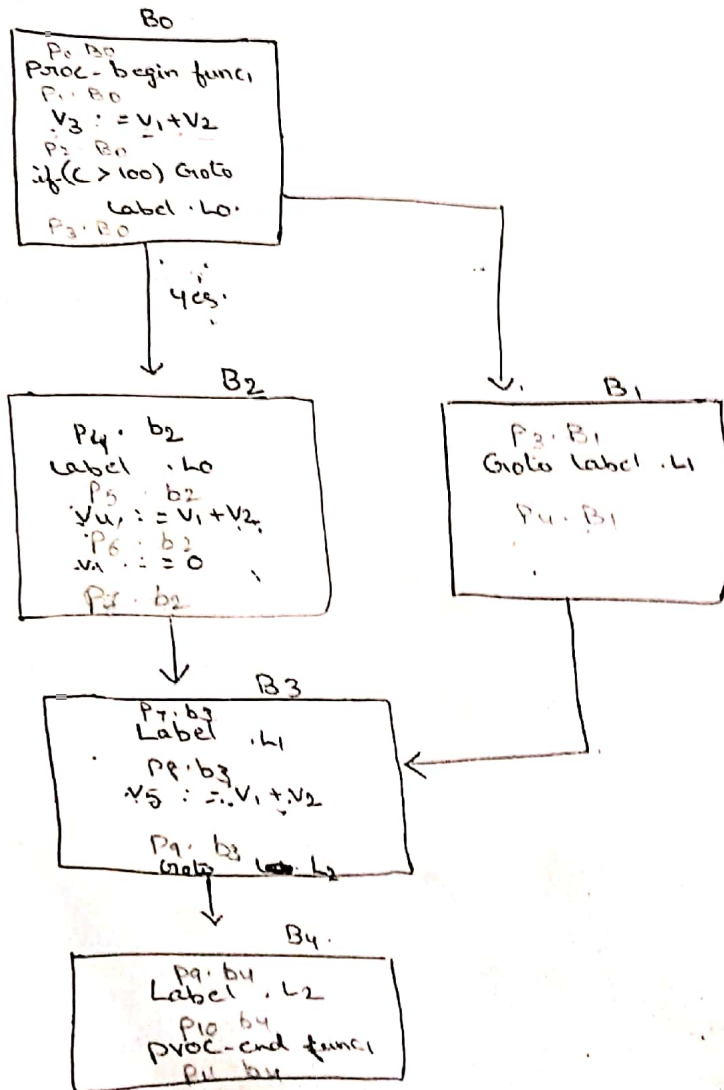 B0
P0 B0
Proc-begin func1
P1. B0
V3 : = V1+V2
P2 B0
if(C > 100) Goto
Label .L0.
P3. B0
yes.
B2
P4. b2
Label .L0
P5 . b2
V4, : = V1 + V2
P6 . b2
: = 0
b2
B1
P3. B1
Goto Label .L1
P4. B1
B3
P7. b3
Label .L1
P8. b3
V5 : = V1 + V2
P9. b3
Goto L2
B4.
P9. b4
Label .L2
P10 b4
proc-end func1
P11 b4